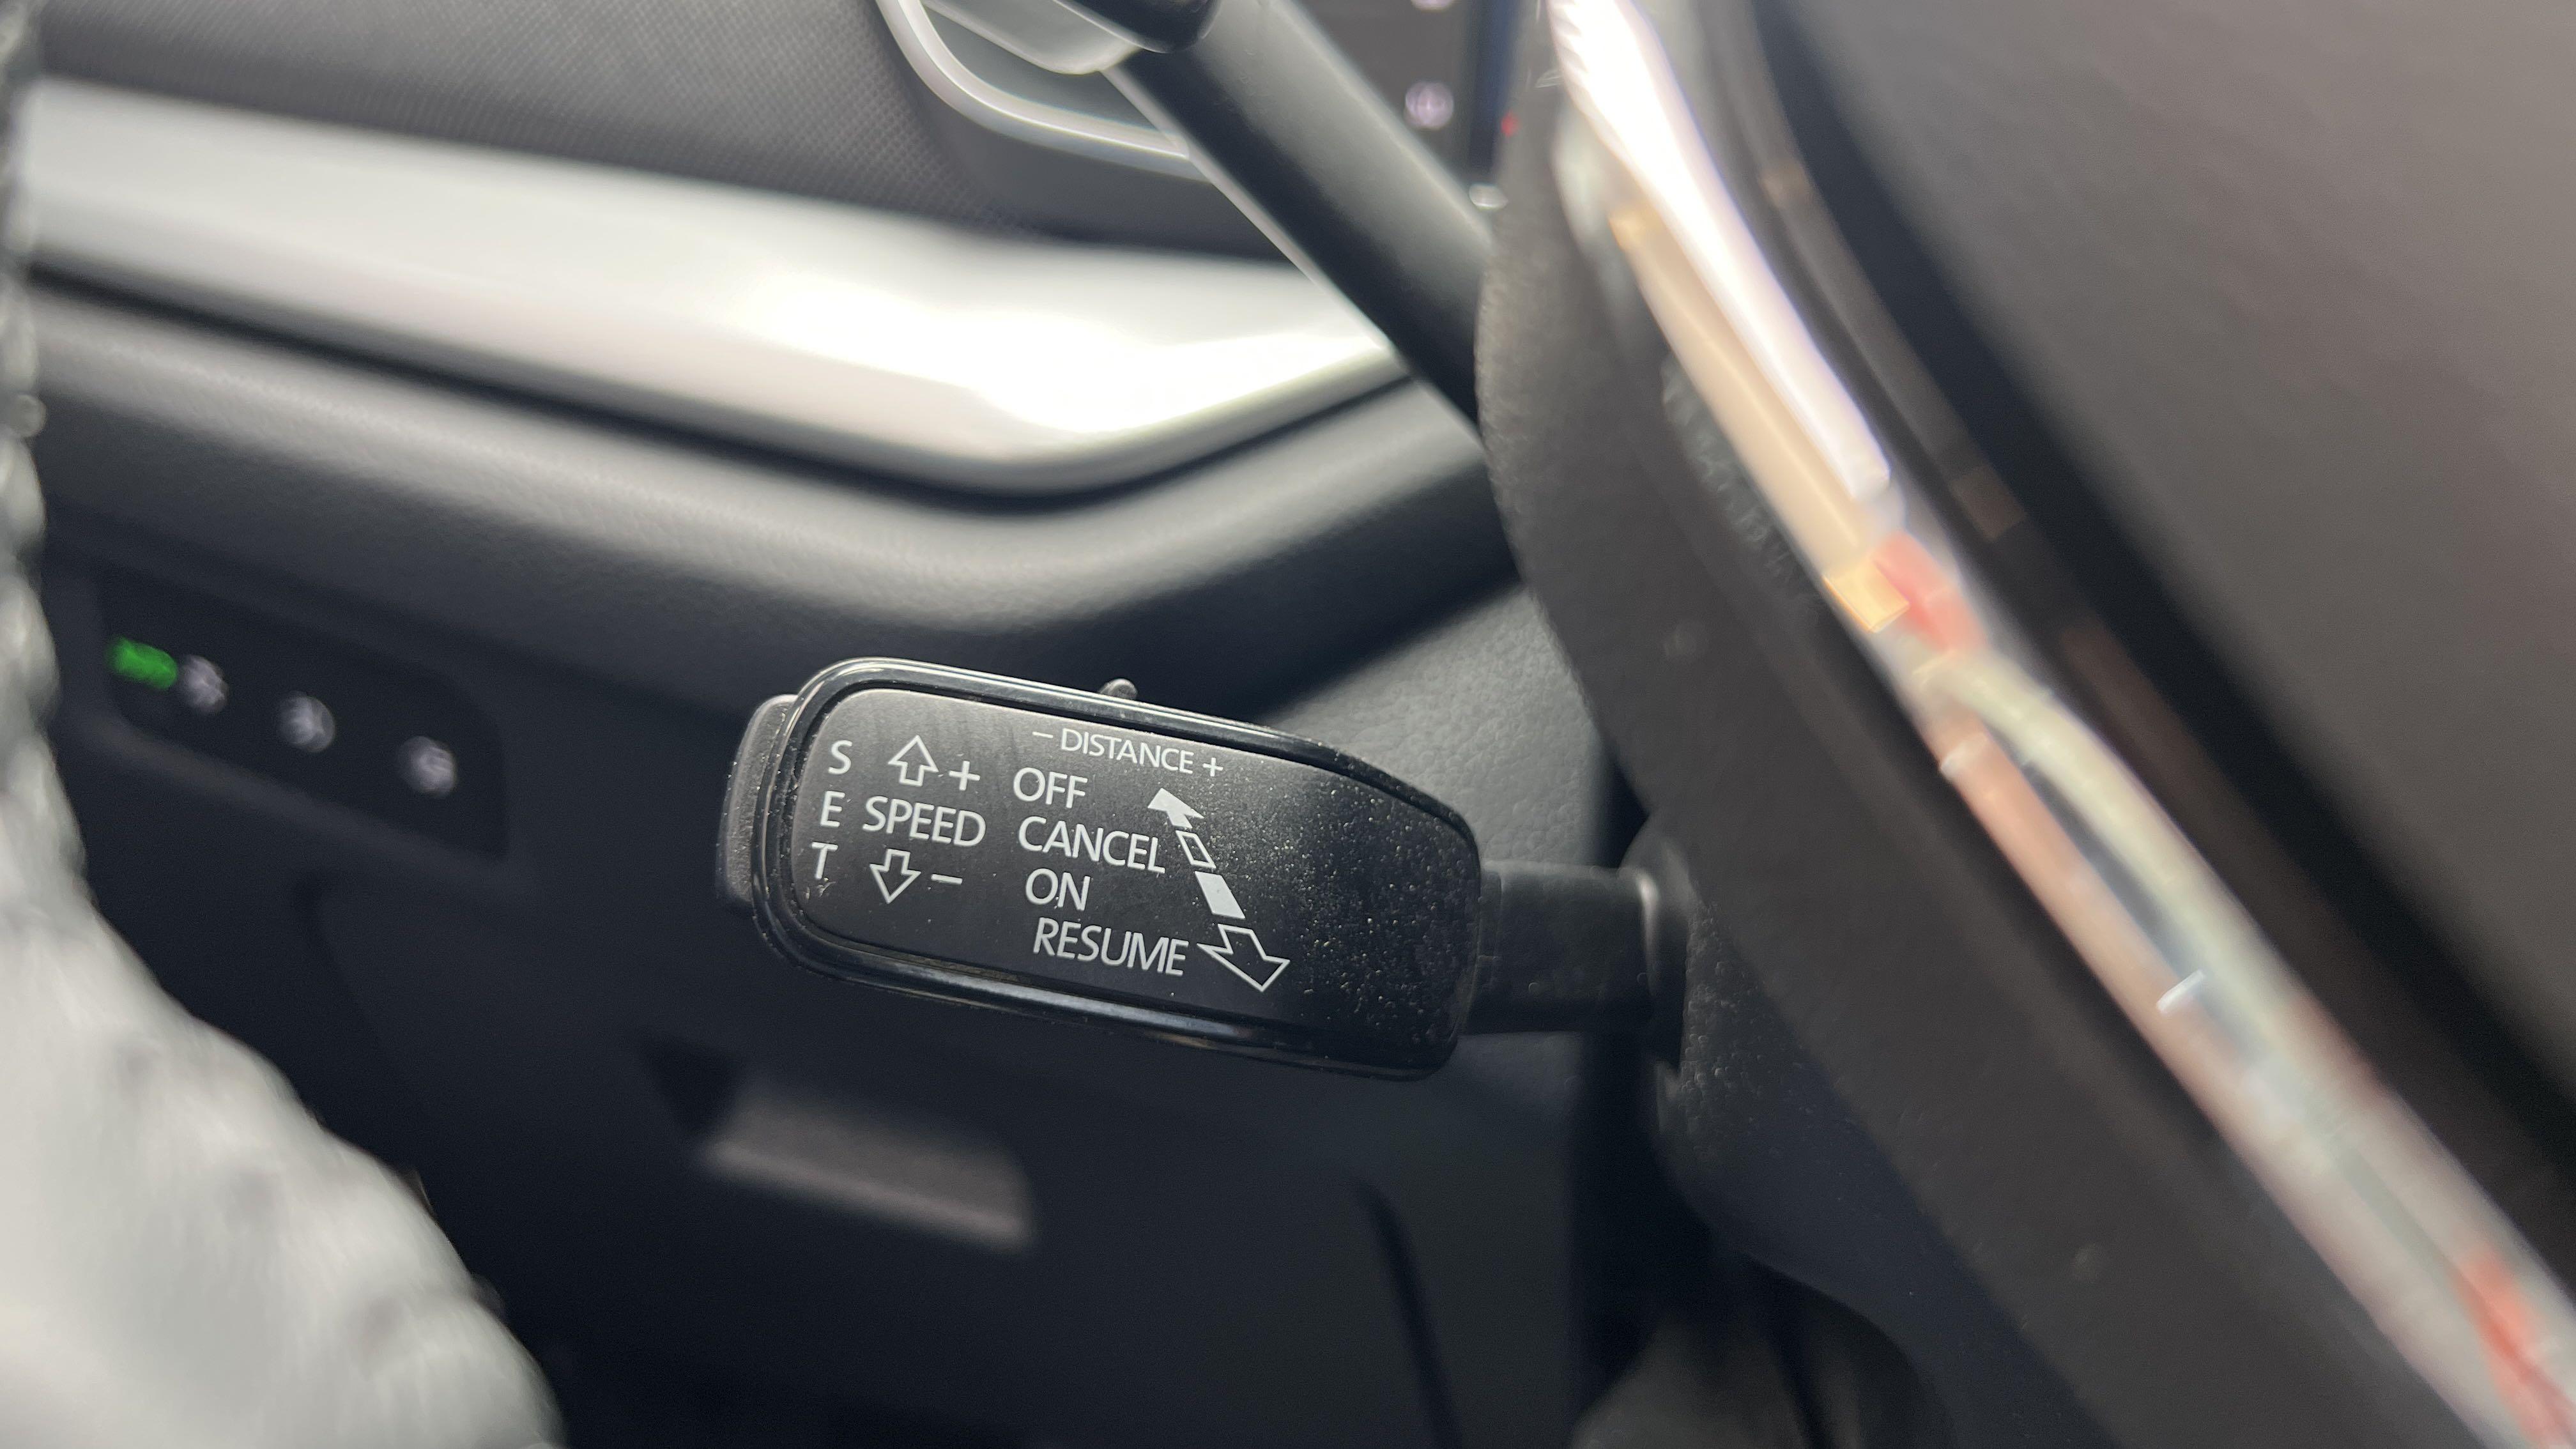 − DISTANCE +
S + OFF
E SPEED CANCEL
T − ON
RESUME